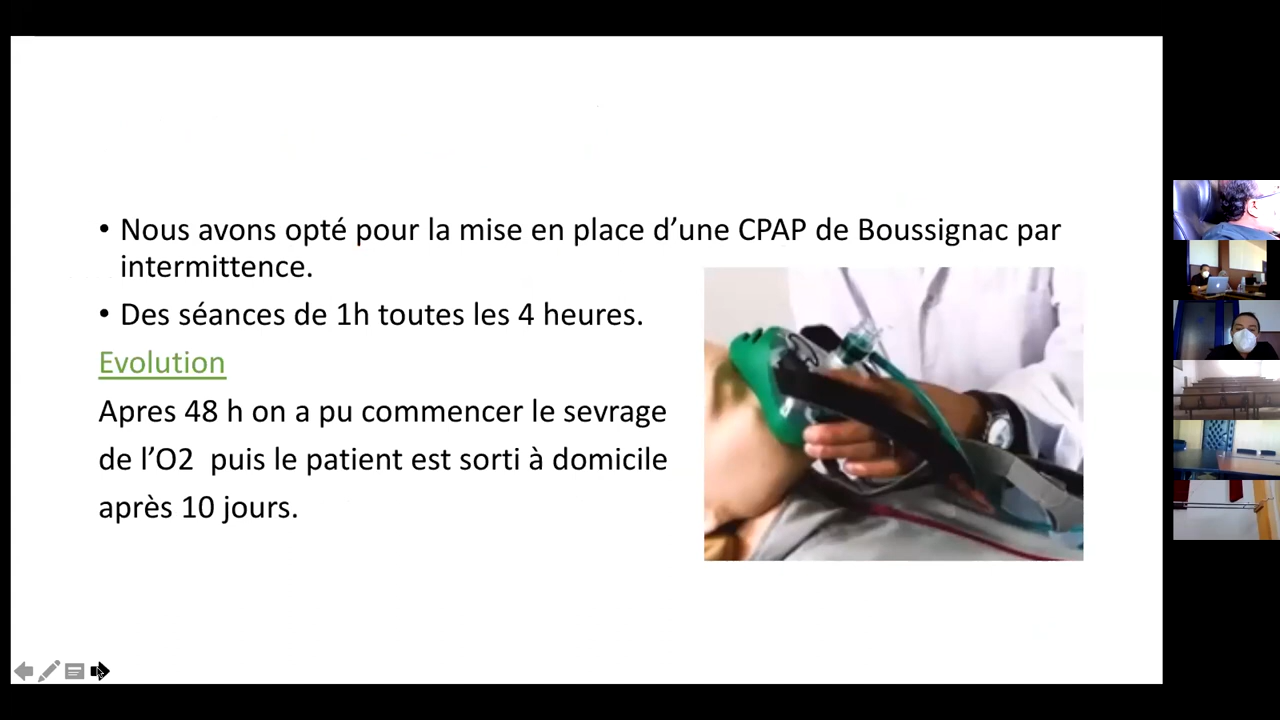 • Nous avons opté pour la mise en place d’une CPAP de Boussignac par
intermittence.
• Des séances de 1h toutes les 4 heures.
Evolution
Apres 48 h on a pu commencer le sevrage
de l’O2  puis le patient est sorti à domicile
après 10 jours.